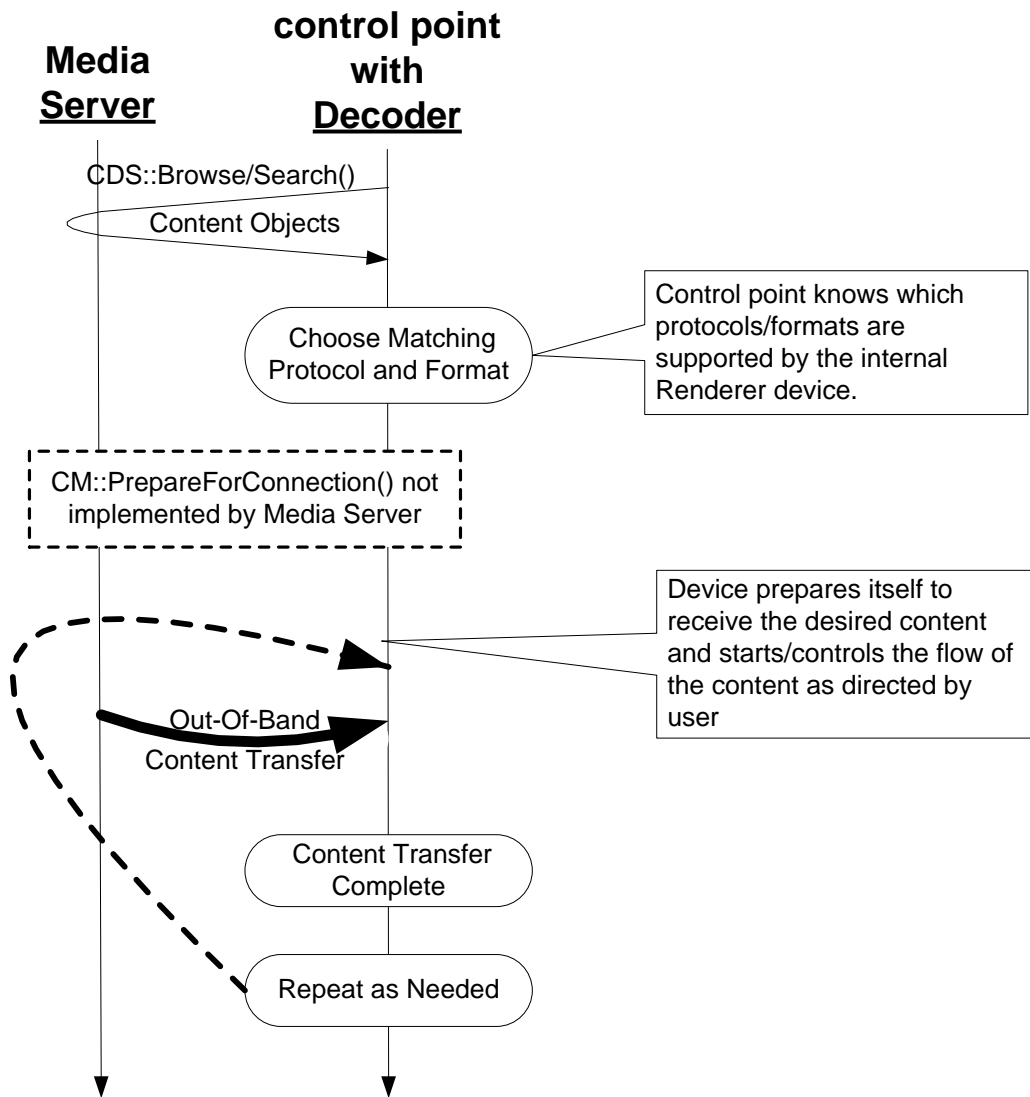 Media
Server
control point
with
Decoder
CDS::Browse/Search()
Content Objects
Choose Matching
Protocol and Format
Control point knows which
protocols/formats are
supported by the internal
Renderer device.
CM::PrepareForConnection() not
implemented by Media Server
Device prepares itself to
receive the desired content
and starts/controls the flow of
the content as directed by
user
Out-Of-Band
Content Transfer
Content Transfer
Complete
Repeat as Needed